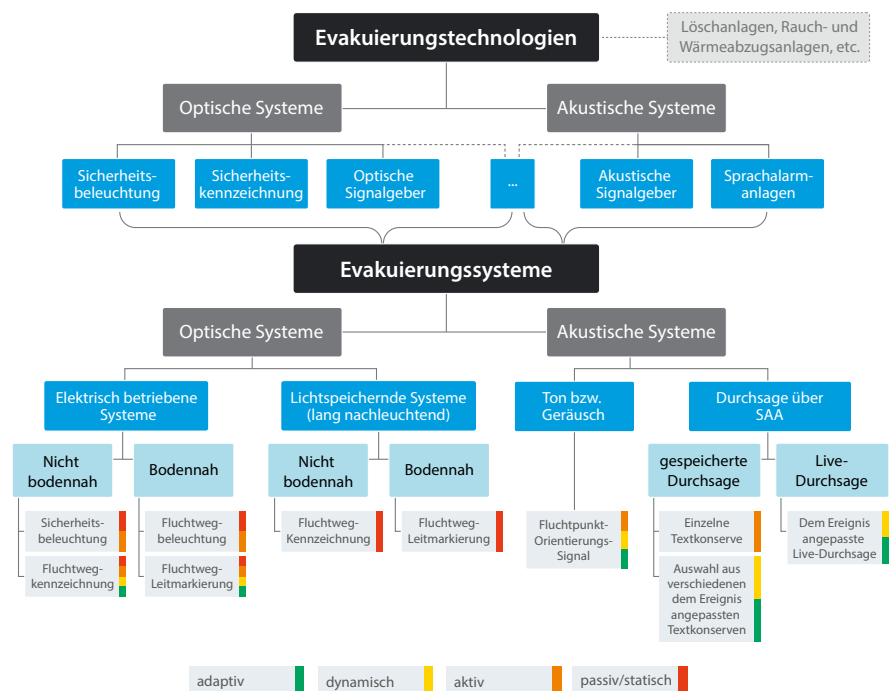 Evakuierungstechnologien
Löschanlagen, Rauch- und
Wärmeabzugsanlagen, etc.
Optische Systeme
Akustische Systeme
Sicherheits-
beleuchtung
Sicherheits-
kennzeichnung
Optische
Signalgeber
...
Akustische
Signalgeber
Sprachalarm-
anlagen
Evakuierungssysteme
Optische Systeme
Akustische Systeme
Elektrisch betriebene
Systeme
Lichtspeichernde Systeme
(lang nachleuchtend)
Ton bzw.
Geräusch
Durchsage über
SAA
Nicht
bodennah
Bodennah
Nicht
bodennah
Bodennah
gespeicherte
Durchsage
Live-
Durchsage
Sicherheits-
beleuchtung
Fluchtweg-
beleuchtung
Fluchtweg-
Kennzeichnung
Fluchtweg-
Leitmarkierung
Fluchtpunkt-
Orientierungs-
Signal
Einzelne
Textkonserve
Dem Ereignis
angepasste
Live-Durchsage
Fluchtweg-
kennzeichnung
Fluchtweg-
Leitmarkierung
Auswahl aus
verschiedenen
dem Ereignis
angepassten
Textkonserven
adaptiv
dynamisch
aktiv
passiv/statisch